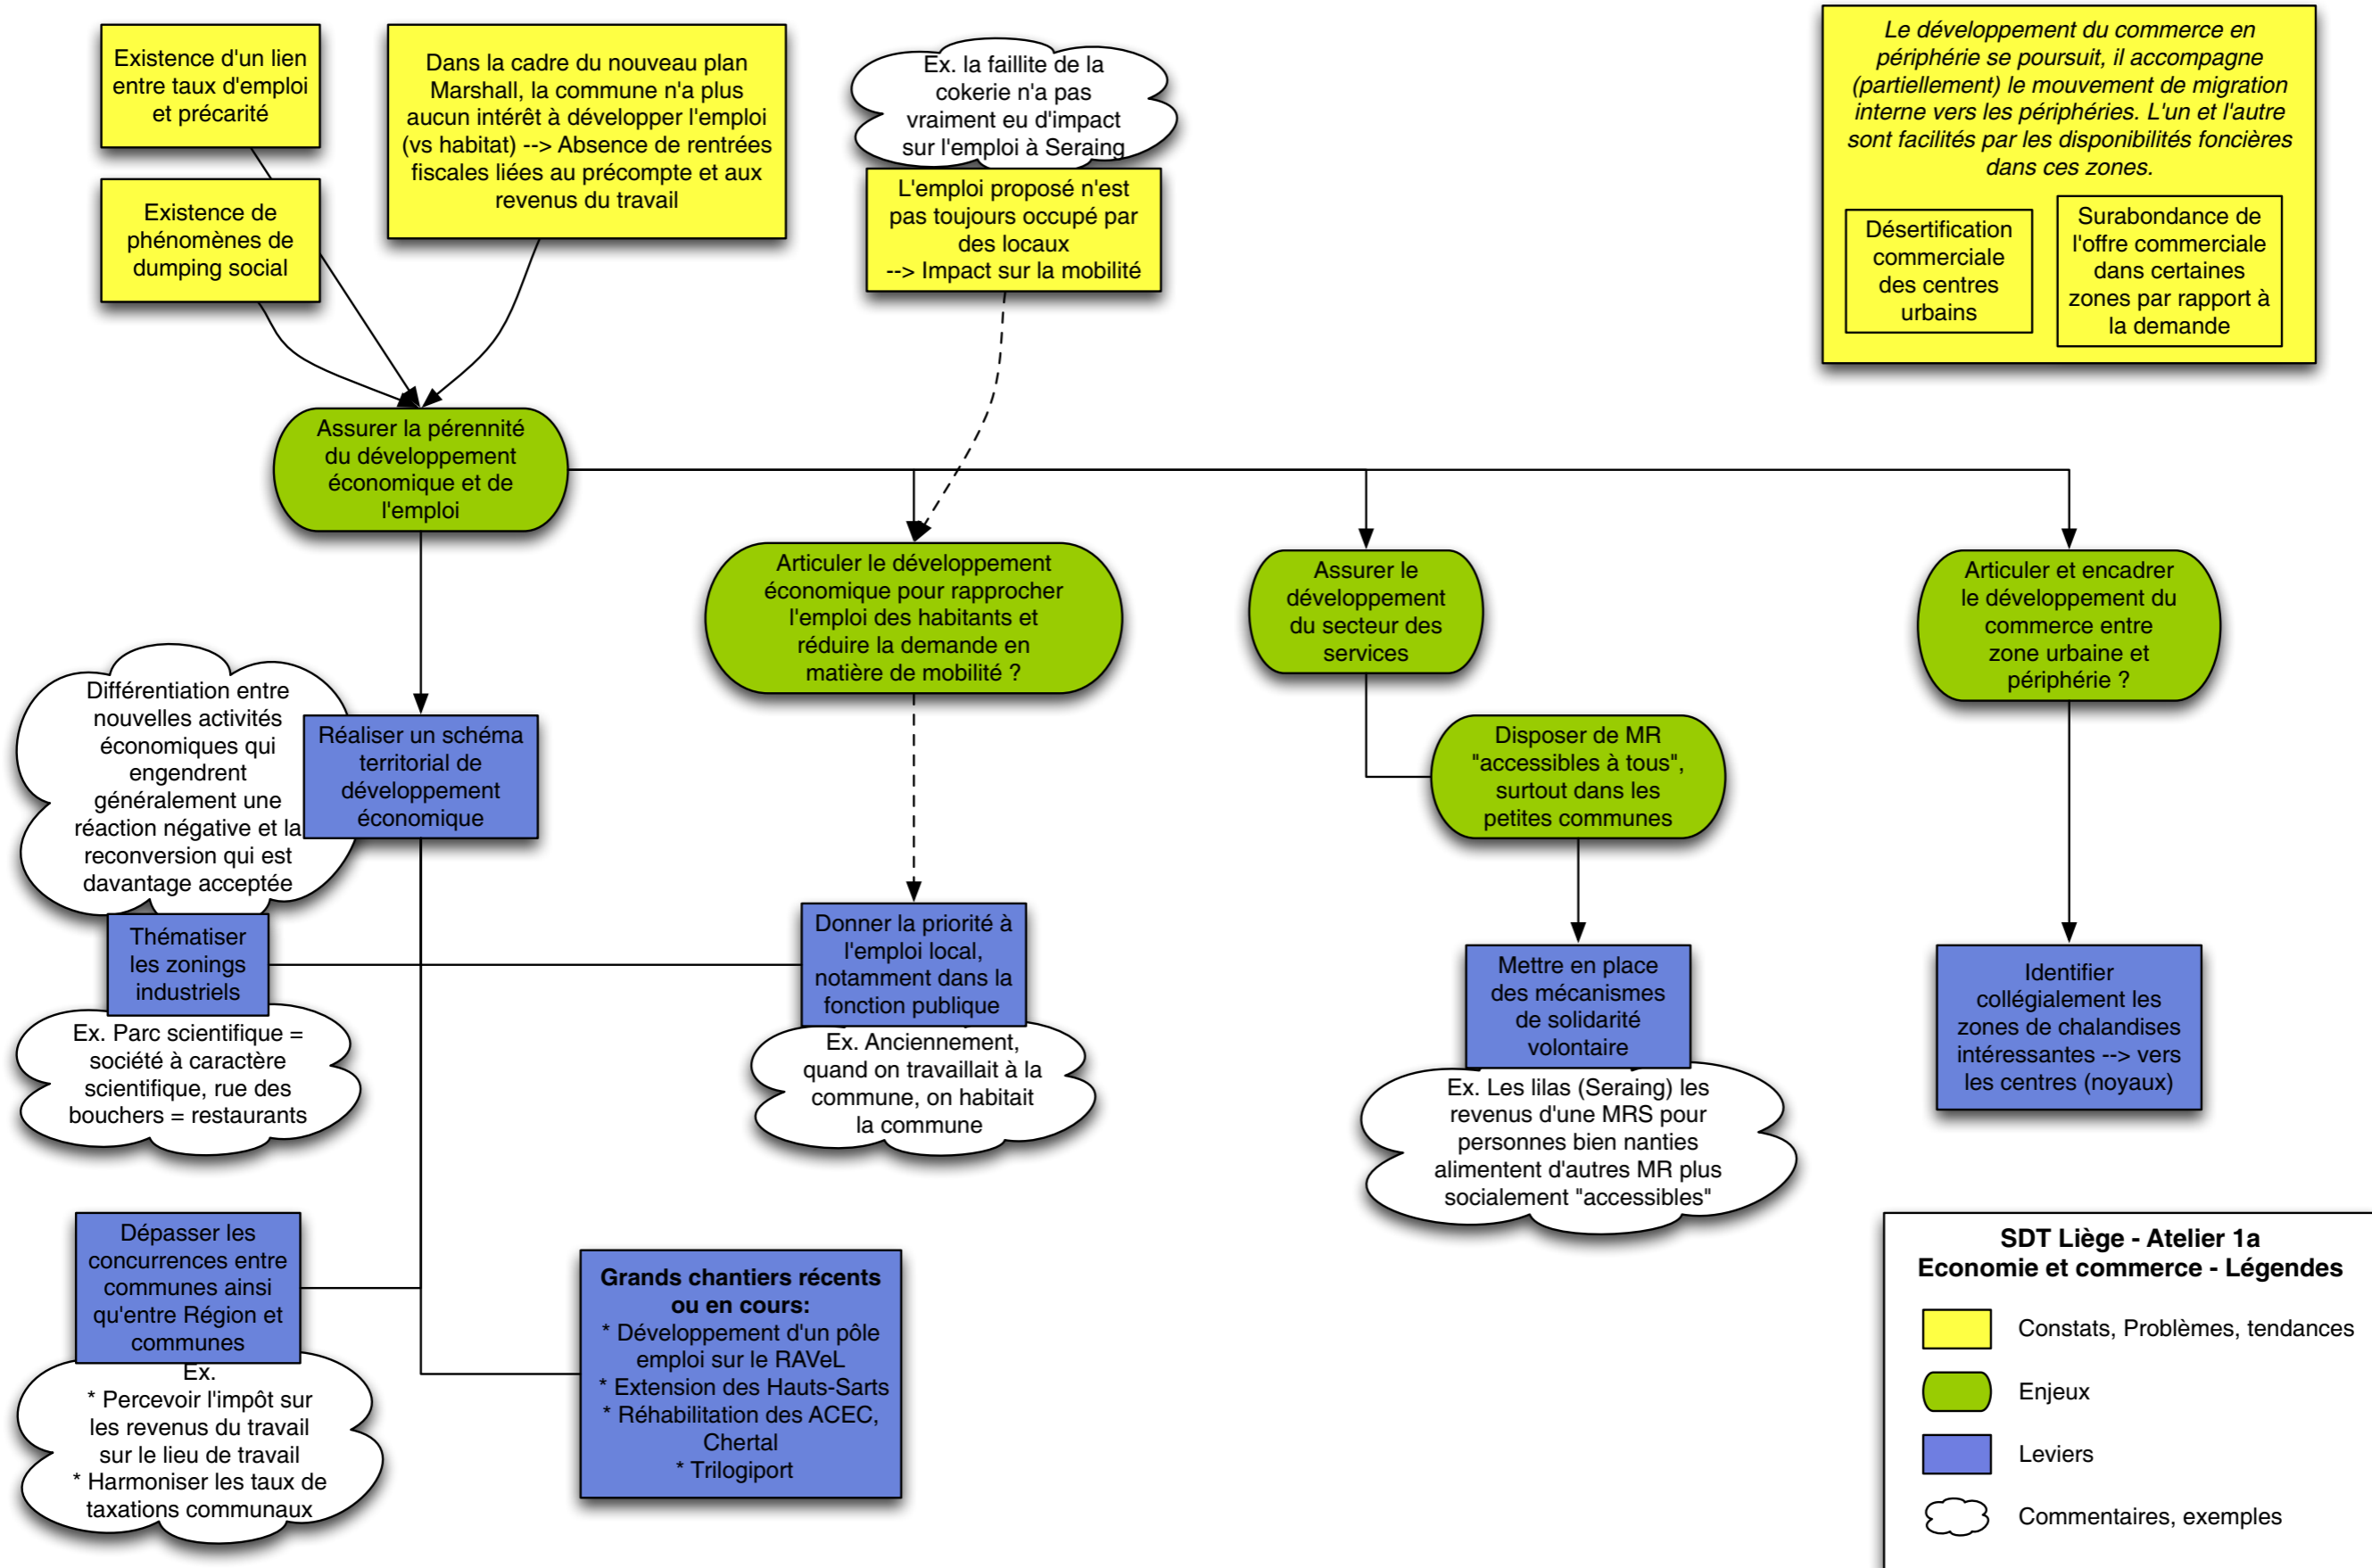 Existence d'un lien
entre taux d'emploi
et précarité
Existence de
phénomènes de
dumping social
Dans la cadre du nouveau plan
Marshall, la commune n'a plus
aucun intérêt à développer l'emploi
(vs habitat) --> Absence de rentrées
fiscales liées au précompte et aux
revenus du travail
Ex. la faillite de la
cokerie n'a pas
vraiment eu d'impact
sur l'emploi à Seraing
L'emploi proposé n'est
pas toujours occupé par
des locaux
--> Impact sur la mobilité
Le développement du commerce en
périphérie se poursuit, il accompagne
(partiellement) le mouvement de migration
interne vers les périphéries. L'un et l'autre
sont facilités par les disponibilités foncières
dans ces zones.
Désertification
commerciale
des centres
urbains
Surabondance de
l'offre commerciale
dans certaines
zones par rapport à
la demande
Assurer la pérennité
du développement
économique et de
l'emploi
Articuler le développement
économique pour rapprocher
l'emploi des habitants et
réduire la demande en
matière de mobilité ?
Assurer le
développement
du secteur des
services
Articuler et encadrer
le développement du
commerce entre
zone urbaine et
périphérie ?
Différentiation entre
nouvelles activités
économiques qui
engendrent
généralement une
réaction négative et la
reconversion qui est
davantage acceptée
Réaliser un schéma
territorial de
développement
économique
Disposer de MR
"accessibles à tous",
surtout dans les
petites communes
Thématiser
les zonings
industriels
Ex. Parc scientifique =
société à caractère
scientifique, rue des
bouchers = restaurants
Donner la priorité à
l'emploi local,
notamment dans la
fonction publique
Ex. Anciennement,
quand on travaillait à la
commune, on habitait
la commune
Mettre en place
des mécanismes
de solidarité
volontaire
Ex. Les lilas (Seraing) les
revenus d'une MRS pour
personnes bien nanties
alimentent d'autres MR plus
socialement "accessibles"
Identifier
collégialement les
zones de chalandises
intéressantes --> vers
les centres (noyaux)
Dépasser les
concurrences entre
communes ainsi
qu'entre Région et
communes
Ex.
* Percevoir l'impôt sur
les revenus du travail
sur le lieu de travail
* Harmoniser les taux de
taxations communaux
Grands chantiers récents
ou en cours:
* Développement d'un pôle
emploi sur le RAVeL
* Extension des Hauts-Sarts
* Réhabilitation des ACEC,
Chertal
* Trilogiport
SDT Liège - Atelier 1a
Economie et commerce - Légendes
Constats, Problèmes, tendances
Enjeux
Leviers
Commentaires, exemples